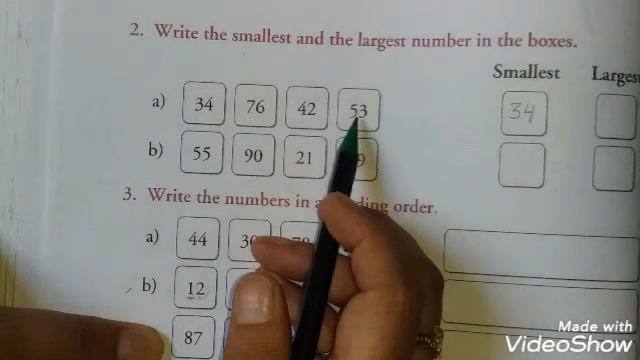 2. Write the smallest and the largest number in the boxes.
Smallest Larges
a) 34 76 42 53 34
b) 55 90 21
3. Write the numbers in order.
a) 44
b) 12
87
Made with
VideoShow